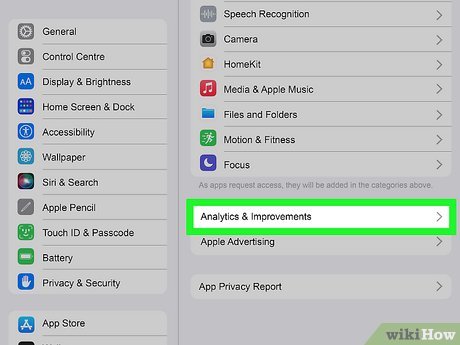 General
Control Centre
Display & Brightness
Home Screen & Dock
Accessibility
Wallpaper
Siri & Search
Apple Pencil
Touch ID & Passcode
Battery
Privacy & Security
App Store
Speech Recognition
Camera
HomeKit
Media & Apple Music
Files and Folders
Motion & Fitness
Focus
As apps request access, they will be added in the categories above.
Analytics & Improvements
Apple Advertising
App Privacy Report
wikiHow